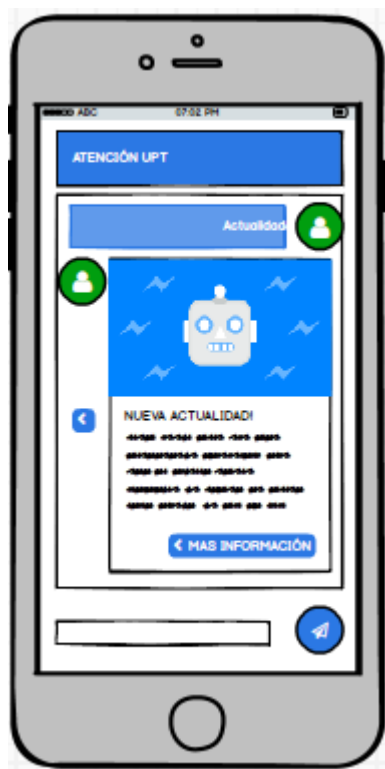 ABC 07:02 PM
ATENCIÓN UPT
Actualidad
NUEVA ACTUALIDAD!
MAS INFORMACIÓN